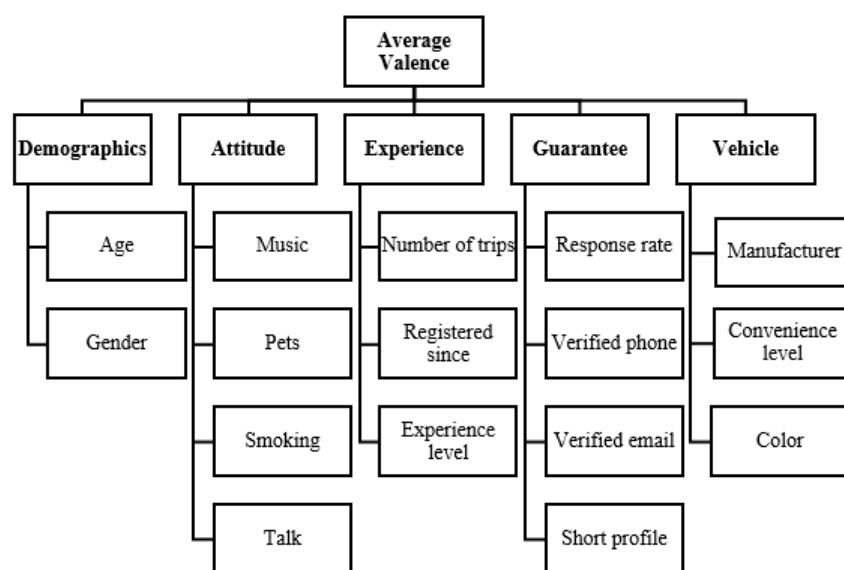 Average
Valence
Demographics
Attitude
Experience
Guarantee
Vehicle
Age
Music
Number of trips
Response rate
Manufacturer
Gender
Pets
Registered
since
Verified phone
Convenience
level
Smoking
Experience
level
Verified email
Color
Talk
Short profile